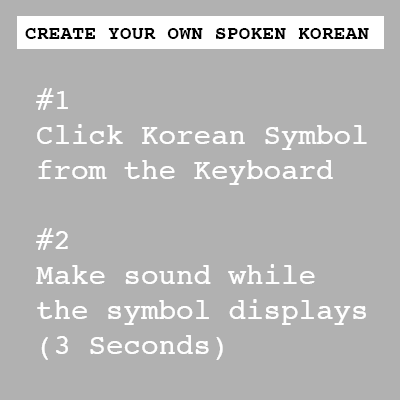 CREATE YOUR OWN SPOKEN KOREAN
#1
Click Korean Symbol
from the Keyboard
#2
Make sound while
the symbol displays
(3 Seconds)